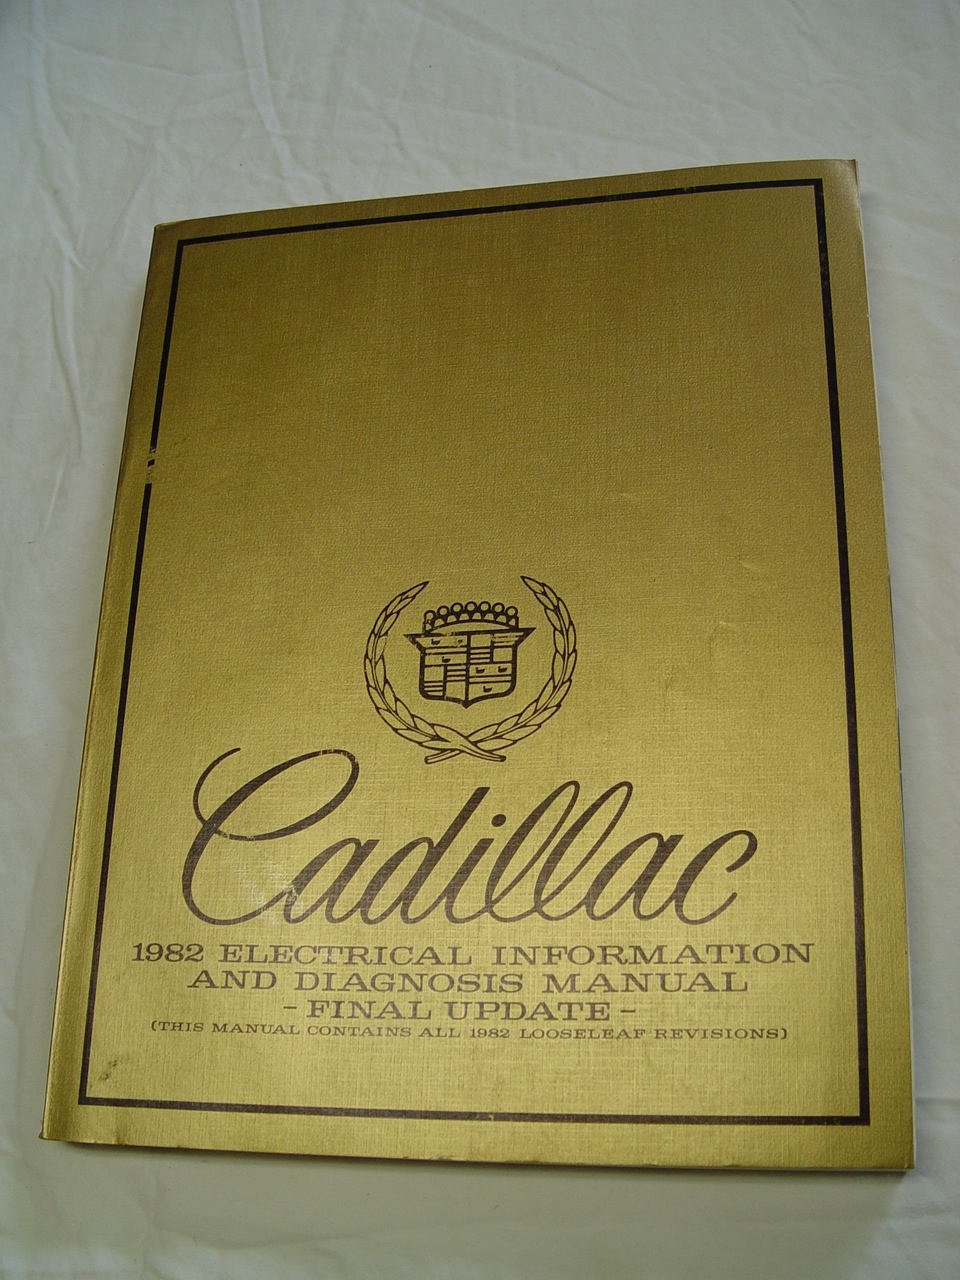 Cadillac
1982 ELECTRICAL INFORMATION
AND DIAGNOSIS MANUAL
- FINAL UPDATE -
(THIS MANUAL CONTAINS ALL 1982 LOOSELEAF REVISIONS)